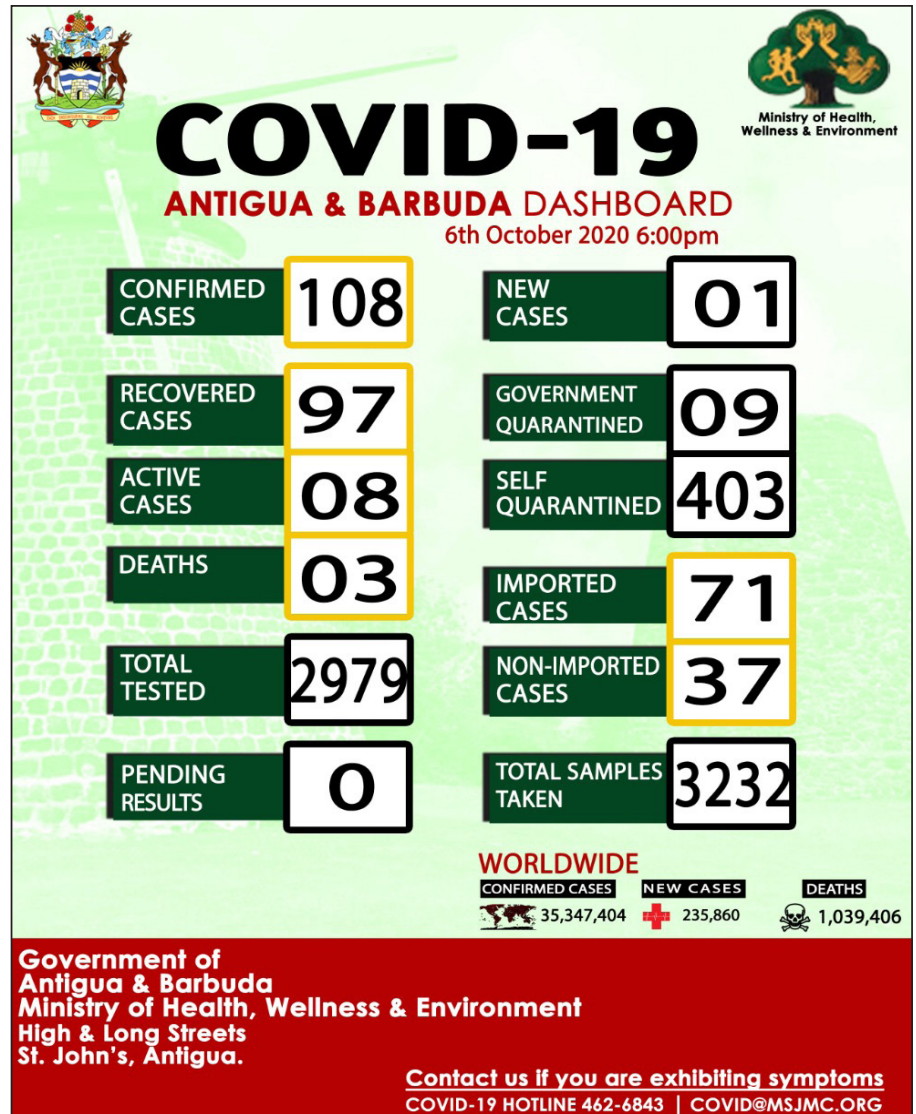 Ministry of Health,
Wellness & Environment
COVID-19
ANTIGUA & BARBUDA DASHBOARD
6th October 2020 6:00pm
CONFIRMED
CASES
108
RECOVERED
CASES
97
ACTIVE
CASES
08
DEATHS
03
TOTAL
TESTED
2979
PENDING
RESULTS
0
NEW
CASES
01
GOVERNMENT
QUARANTINED
09
SELF
QUARANTINED
403
IMPORTED
CASES
71
NON-IMPORTED
CASES
37
TOTAL SAMPLES
TAKEN
3232
WORLDWIDE
CONFIRMED CASES
35,347,404
NEW CASES
235,860
DEATHS
1,039,406
Government of
Antigua & Barbuda
Ministry of Health, Wellness & Environment
High & Long Streets
St. John's, Antigua.
Contact us if you are exhibiting symptoms
COVID-19 HOTLINE 462-6843 | COVID@MSJMC.ORG